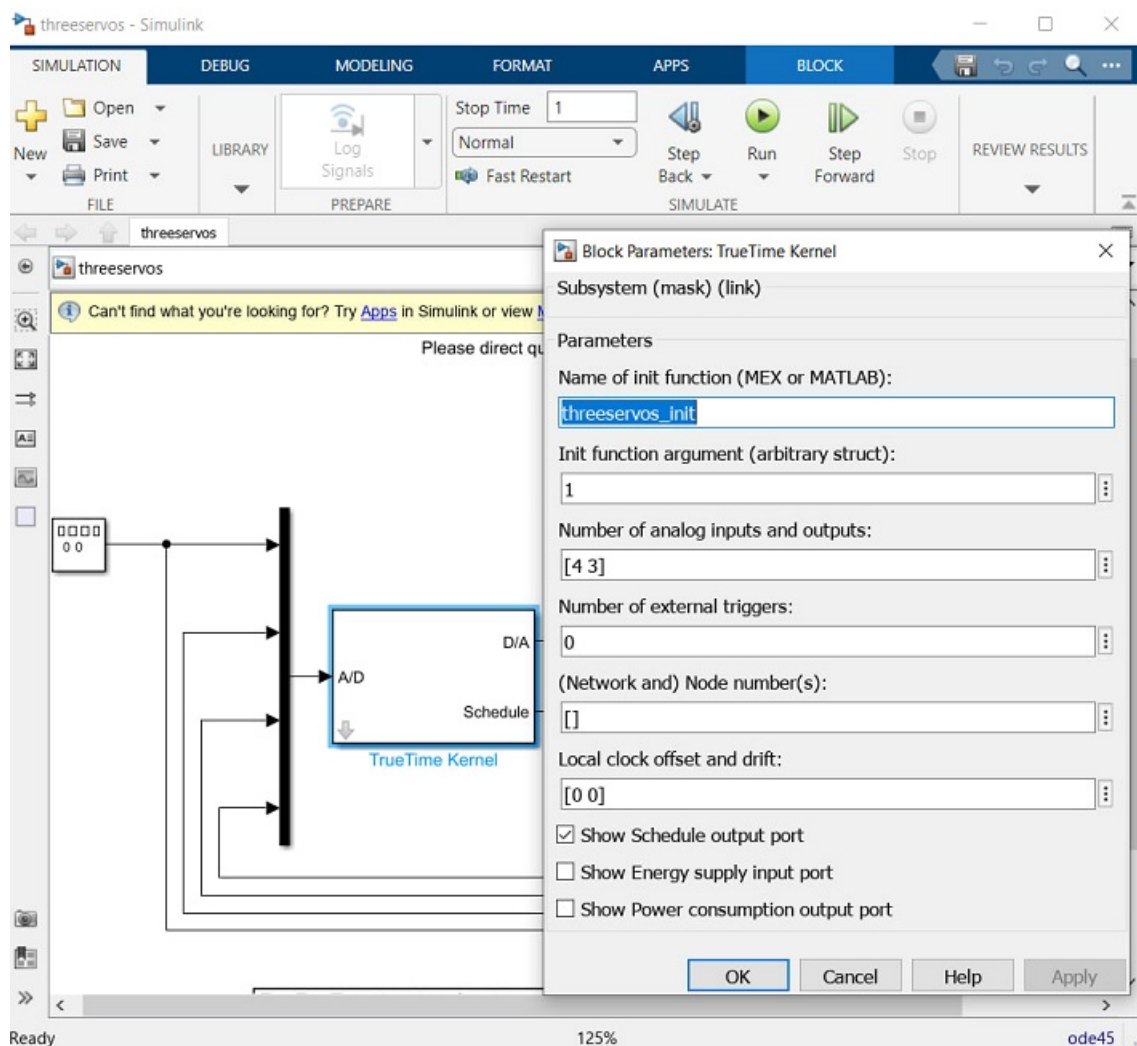 threeservos - Simulink
SIMULATION DEBUG MODELING FORMAT APPS BLOCK
New
Open
Save
Print
FILE
LIBRARY
Log
Signals
PREPARE
Stop Time 1
Normal
Fast Restart
Step
Back
Run
Step
Forward
Stop
SIMULATE
REVIEW RESULTS
threeservos
threeservos
Can't find what you're looking for? Try Apps in Simulink or view
Please direct
A/D
D/A
Schedule
TrueTime Kernel
Block Parameters: TrueTime Kernel
Subsystem (mask) (link)
Parameters
Name of init function (MEX or MATLAB):
threeservos_init
Init function argument (arbitrary struct):
1
Number of analog inputs and outputs:
[4 3]
Number of external triggers:
0
(Network and) Node number(s):
[]
Local clock offset and drift:
[0 0]
Show Schedule output port
Show Energy supply input port
Show Power consumption output port
OK Cancel Help Apply
Ready 125% ode45